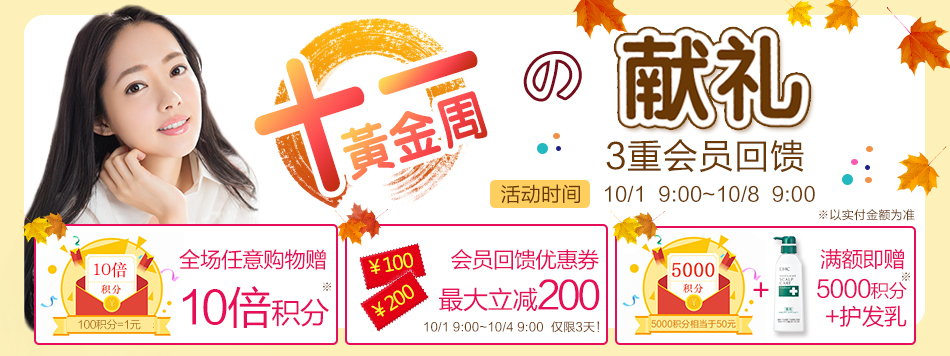 十一
黄金周
の
献礼
3重会员回馈
活动时间 10/1 9:00~10/8 9:00
※以实付金额为准
10倍
积分
100积分=1元
全场任意购物赠※
10倍积分
¥100
¥200
会员回馈优惠券
最大立减200
10/1 9:00~10/4 9:00 仅限3天!
5000
积分
5000积分相当于50元
+
DHC
SCALP
CARE
满额即赠
5000积分※
+护发乳